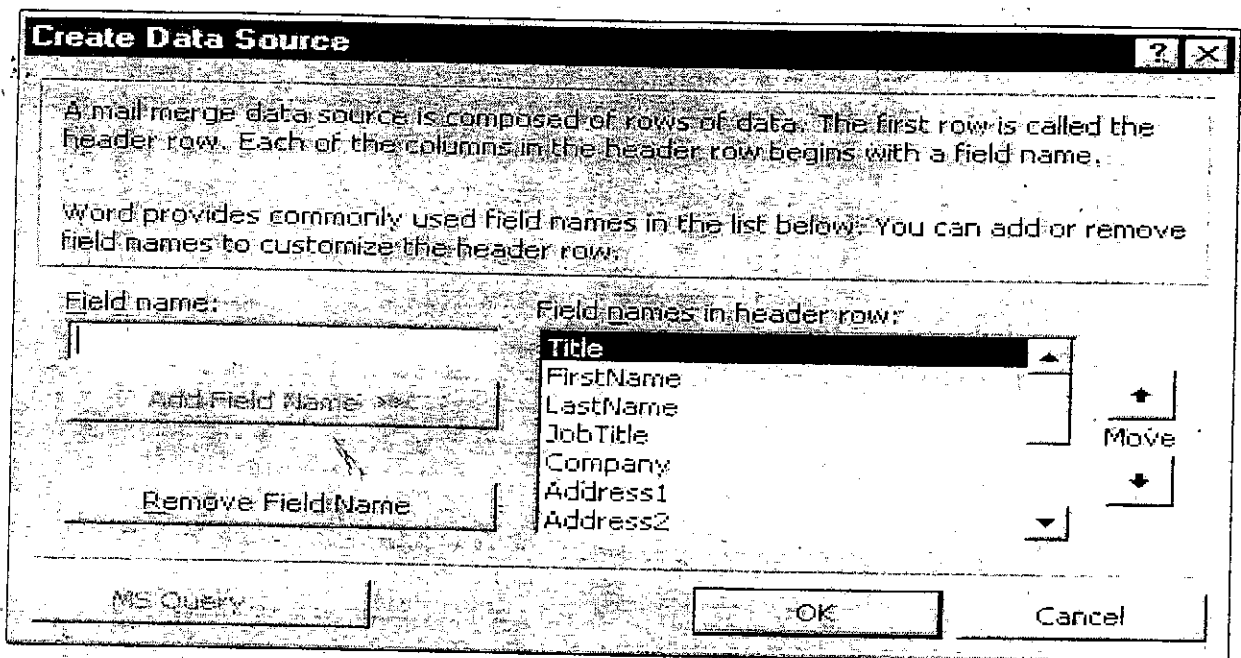 Create Data Source
A mail merge data source is composed of rows of data. The first row is called the
header row. Each of the columns in the header row begins with a field name.
Word provides commonly used field names in the list below. You can add or remove
field names to customize the header row.
Field name:
Field names in header row:
Title
FirstName
LastName
JobTitle
Company
Address1
Address2
Add Field Name >>
Remove Field Name
Move
MS Query...
OK
Cancel